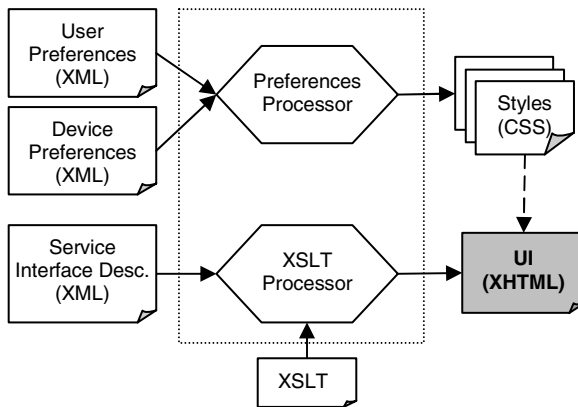 User
Preferences
(XML)
Device
Preferences
(XML)
Preferences
Processor
Styles
(CSS)
Service
Interface Desc.
(XML)
XSLT
Processor
UI
(XHTML)
XSLT